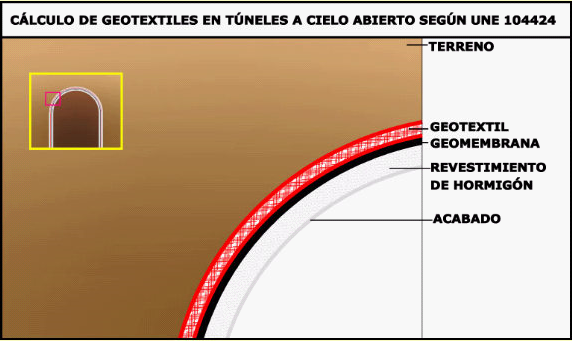 CÁLCULO DE GEOTEXTILES EN TÚNELES A CIELO ABIERTO SEGÚN UNE 104424
TERRENO
GEOTEXTIL
GEOMEMBRANA
REVESTIMIENTO
DE HORMIGÓN
ACABADO